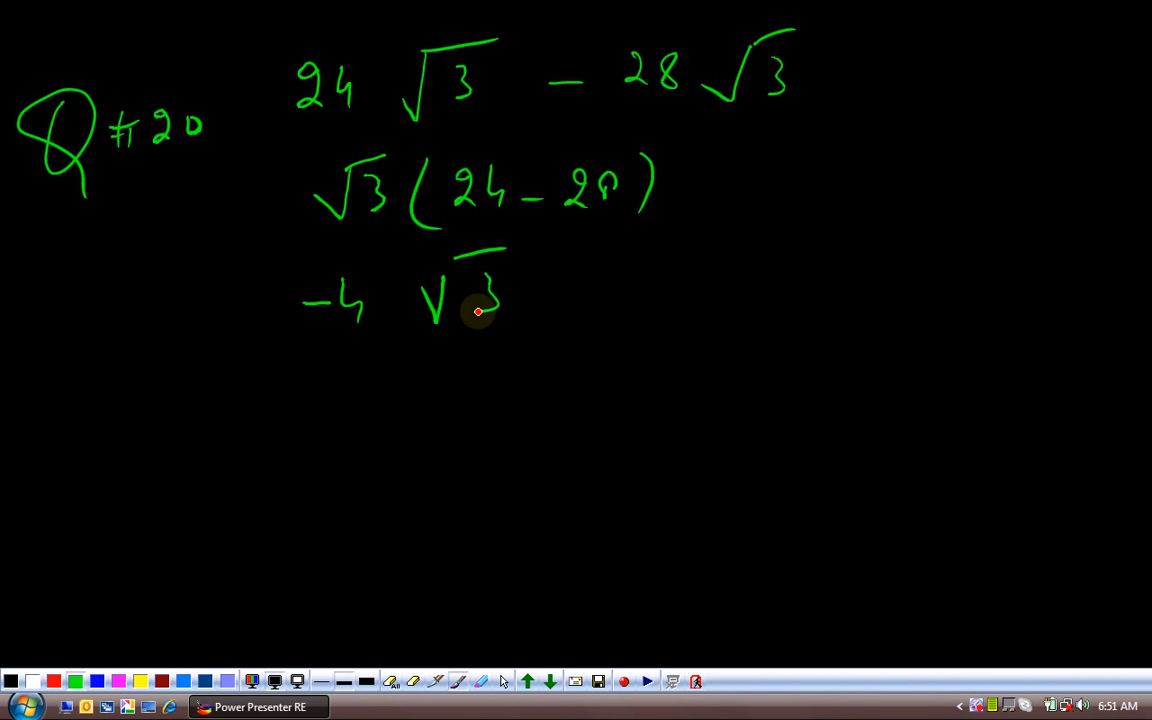 24 √3 - 28 √3
Q #20
√3 (24 - 28)
-4 √3
Power Presenter RE
6:51 AM